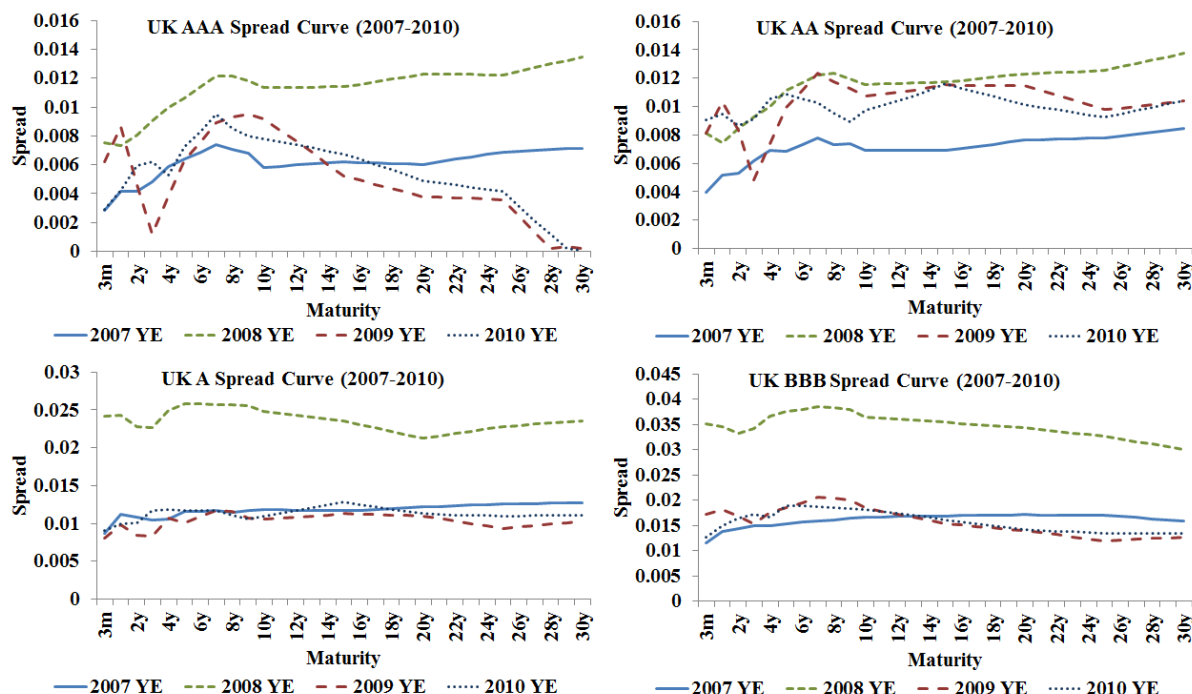 UK AAA Spread Curve (2007-2010)
0.016
0.014
0.012
0.01
0.008
0.006
0.004
0.002
0
Spread
3m 2y 4y 6y 8y 10y 12y 14y 16y 18y 20y 22y 24y 26y 28y 30y
Maturity
2007 YE 2008 YE 2009 YE 2010 YE
UK AA Spread Curve (2007-2010)
0.016
0.014
0.012
0.01
0.008
0.006
0.004
0.002
0
Spread
3m 2y 4y 6y 8y 10y 12y 14y 16y 18y 20y 22y 24y 26y 28y 30y
Maturity
2007 YE 2008 YE 2009 YE 2010 YE
UK A Spread Curve (2007-2010)
0.03
0.025
0.02
0.015
0.01
0.005
0
Spread
3m 2y 4y 6y 8y 10y 12y 14y 16y 18y 20y 22y 24y 26y 28y 30y
Maturity
2007 YE 2008 YE 2009 YE 2010 YE
UK BBB Spread Curve (2007-2010)
0.045
0.04
0.035
0.03
0.025
0.02
0.015
0.01
0.005
0
Spread
3m 2y 4y 6y 8y 10y 12y 14y 16y 18y 20y 22y 24y 26y 28y 30y
Maturity
2007 YE 2008 YE 2009 YE 2010 YE